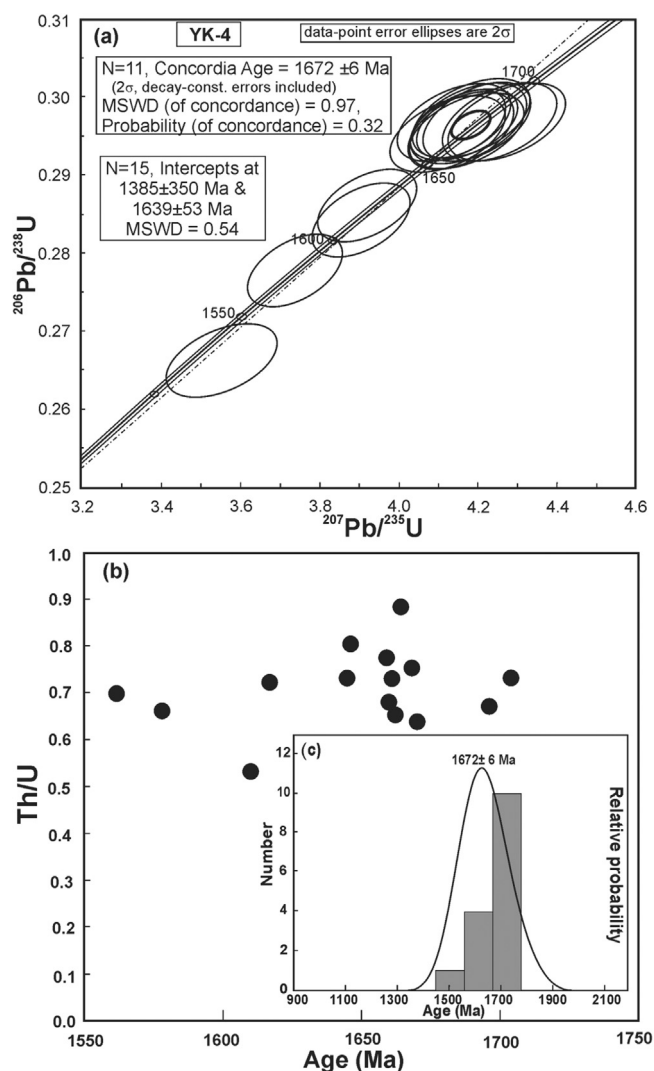 (a)
YK-4
data-point error ellipses are 2σ
N=11, Concordia Age = 1672 ±6 Ma
(2σ, decay-const. errors included)
MSWD (of concordance) = 0.97,
Probability (of concordance) = 0.32
N=15, Intercepts at
1385±350 Ma &
1639±53 Ma
MSWD = 0.54
1700
1650
1600
1550
0.31
0.30
0.29
0.28
0.27
0.26
0.25
206Pb/238U
3.2 3.4 3.6 3.8 4.0 4.2 4.4 4.6
207Pb/235U
(b)
1.0
0.9
0.8
0.7
0.6
0.5
0.4
0.3
0.2
0.1
0.0
Th/U
1550 1600 1650 1700 1750
Age (Ma)
(c)
1672± 6 Ma
12
10
8
6
4
2
0
Number
Relative probability
900 1100 1300 1500 1700 1900 2100
Age (Ma)